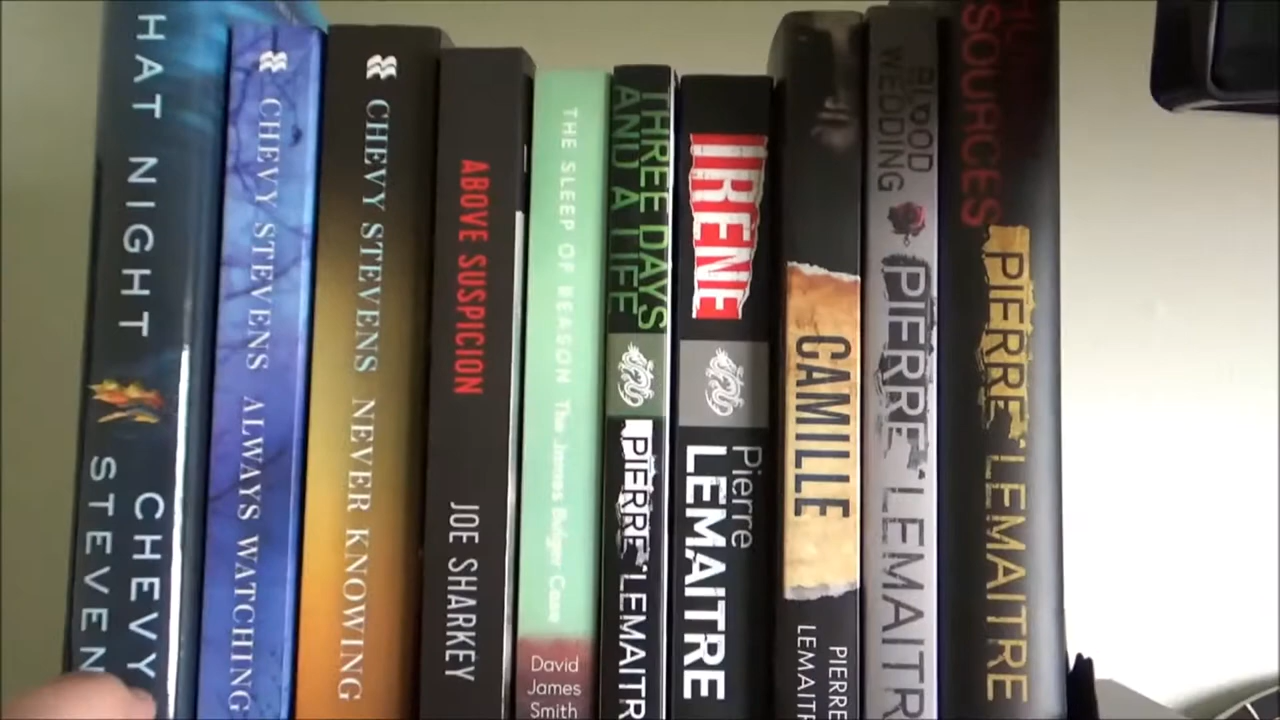 HAT NIGHT
CHEVY
STEVEN
CHEVY STEVENS ALWAYS WATCHING
CHEVY STEVENS NEVER KNOWING
ABOVE SUSPICION
JOE SHARKEY
THE SLEEP OF REASON The James Bulger Case
David
James
Smith
THREE DAYS
AND A LIFE
PIERRE LEMAITR
IRENE
Pierre
LEMAITRE
CAMILLE
PIERRE
LEMAITR
BLOOD
WEDDING
PIERRE LEMAITR
SOURCES
PIERRE LEMAITRE